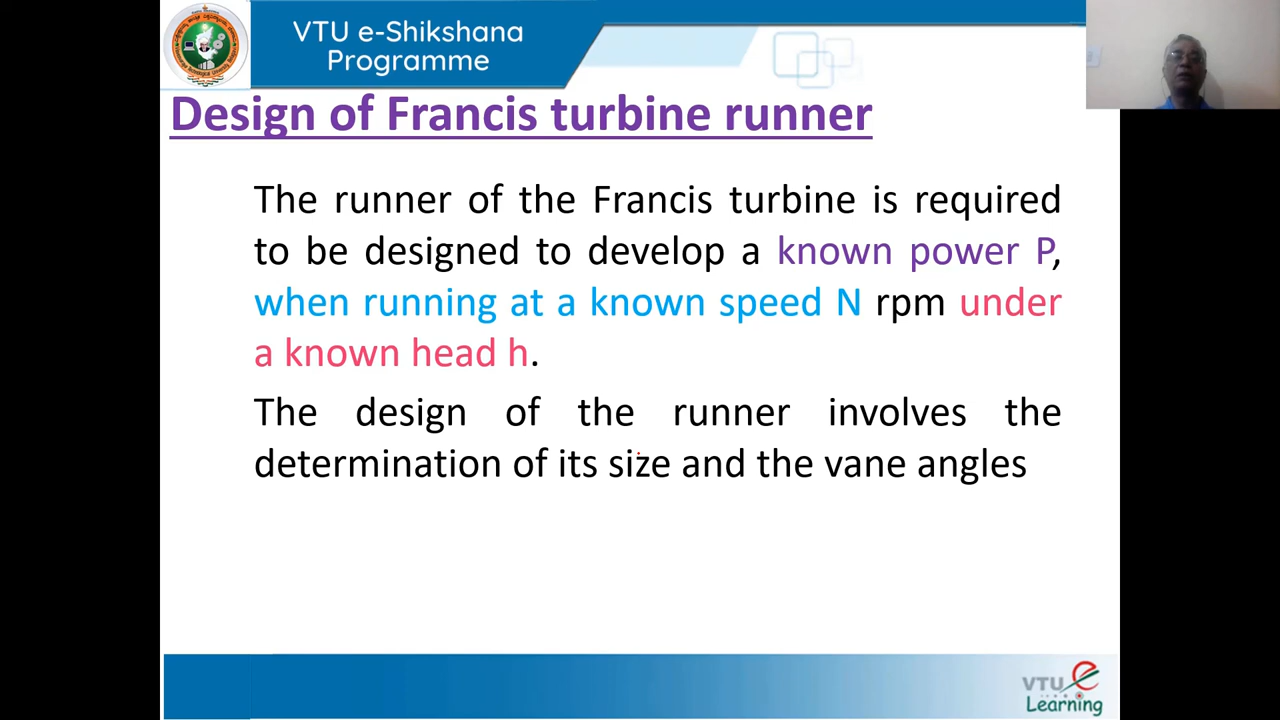 VTU e-Shikshana
Programme
Design of Francis turbine runner
The runner of the Francis turbine is required
to be designed to develop a known power P,
when running at a known speed N rpm under
a known head h.
The design of the runner involves the
determination of its size and the vane angles
VTU e
Learning